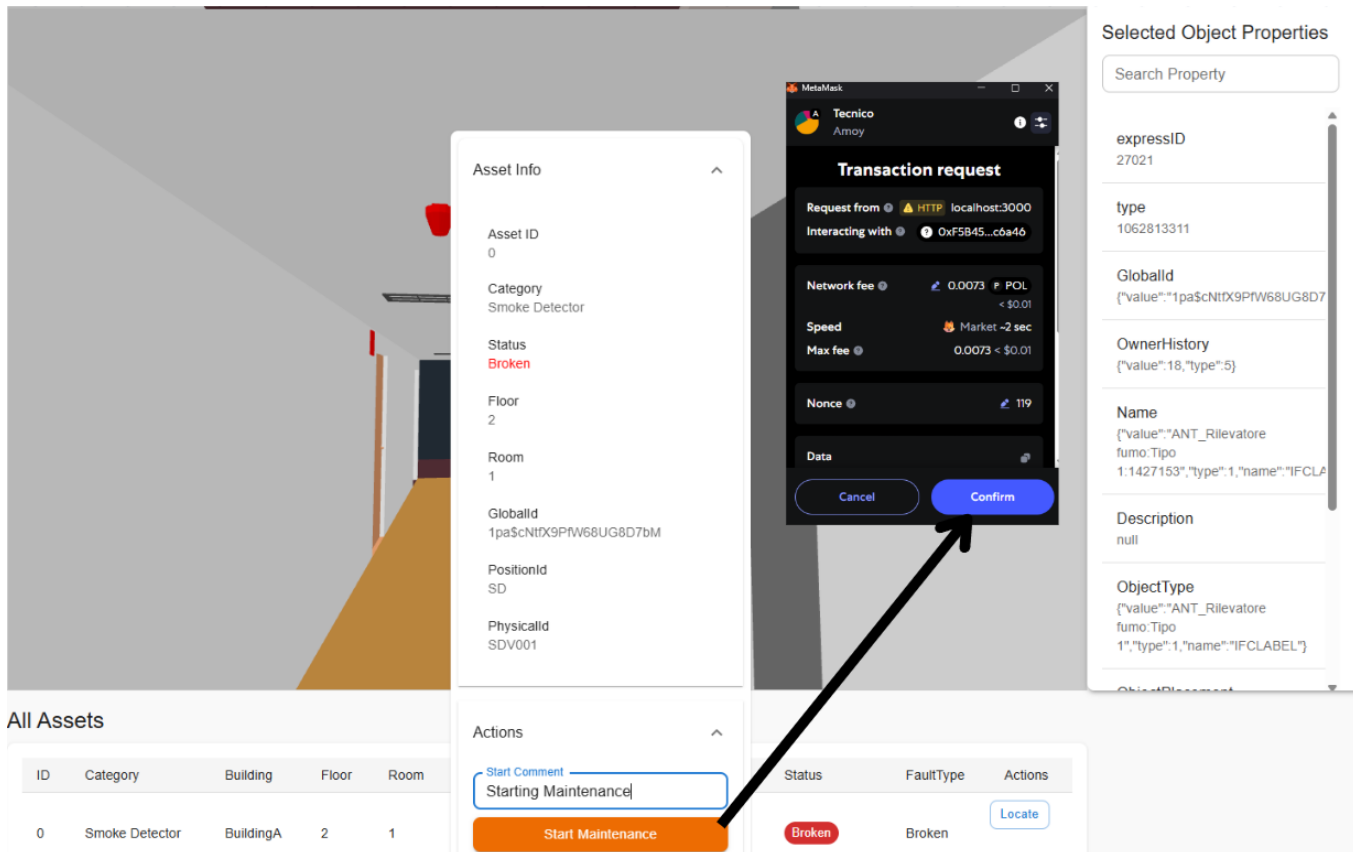 Selected Object Properties
Search Property
expressID
27021
type
1062813311
GlobalId
{"value":"1pa$cNtfX9PfW68UG8D7
OwnerHistory
{"value":18,"type":5}
Name
{"value":"ANT_Rilevatore
fumo:Tipo
1:1427153","type":1,"name":"IFCLA
Description
null
ObjectType
{"value":"ANT_Rilevatore
fumo:Tipo
1","type":1,"name":"IFCLABEL"}
ObjectPlacement
MetaMask
Tecnico
Amoy
Transaction request
Request from HTTP localhost:3000
Interacting with 0xF5B45...c6a46
Network fee 0.0073 POL
< $0.01
Speed Market ~2 sec
Max fee 0.0073 < $0.01
Nonce 119
Data
Cancel Confirm
Asset Info
Asset ID
0
Category
Smoke Detector
Status
Broken
Floor
2
Room
1
GlobalId
1pa$cNtfX9PfW68UG8D7bM
PositionId
SD
PhysicalId
SDV001
Actions
Start Comment
Starting Maintenance
Start Maintenance
All Assets
ID Category Building Floor Room Status FaultType Actions
0 Smoke Detector BuildingA 2 1 Broken Broken Locate